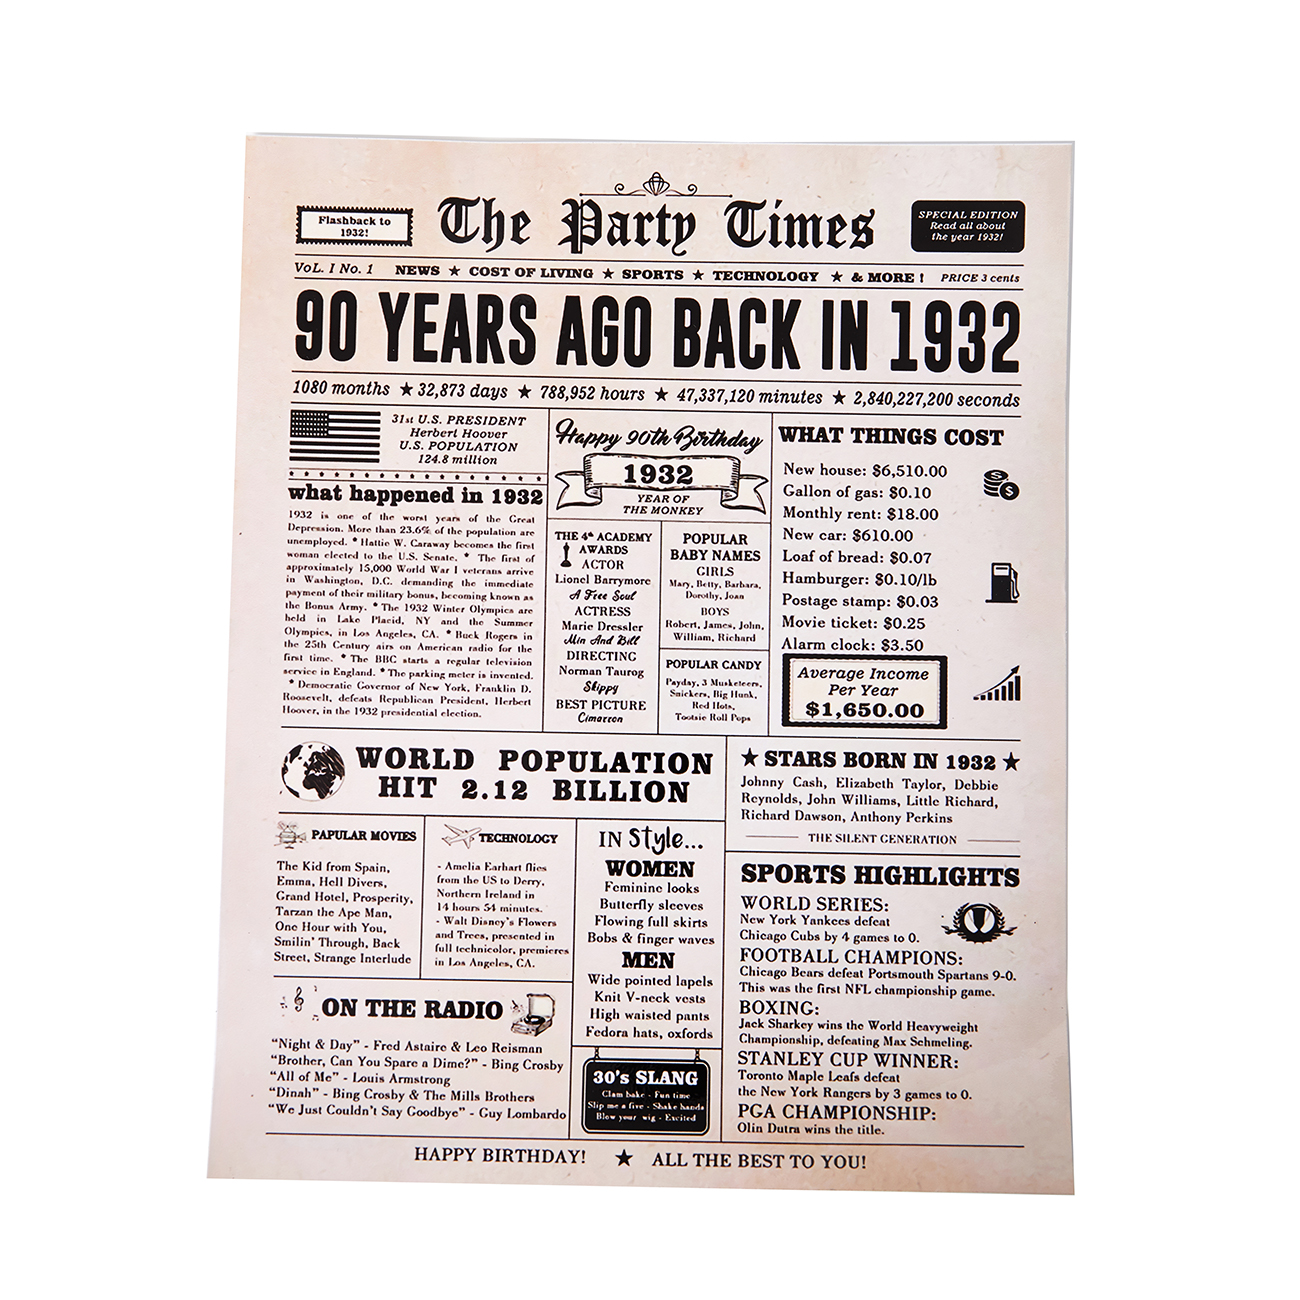 Flashback to
1932!
The Party Times
SPECIAL EDITION
Read all about
the year 1932!
VoL. I No. 1 NEWS ★ COST OF LIVING ★ SPORTS ★ TECHNOLOGY ★ & MORE ! PRICE 3 cents
90 YEARS AGO BACK IN 1932
1080 months ★ 32,873 days ★ 788,952 hours ★ 47,337,120 minutes ★ 2,840,227,200 seconds
31st U.S. PRESIDENT
Herbert Hoover
U.S. POPULATION
124.8 million
what happened in 1932
1932 is one of the worst years of the Great
Depression. More than 23.6% of the population are
unemployed. * Hattie W. Caraway becomes the first
woman elected to the U.S. Senate. * The first of
approximately 15,000 World War I veterans arrive
in Washington, D.C. demanding the immediate
payment of their military bonus, becoming known as
the Bonus Army. * The 1932 Winter Olympics are
held in Lake Placid, NY and the Summer
Olympics, in Los Angeles, CA. * Buck Rogers in
the 25th Century airs on American radio for the
first time. * The BBC starts a regular television
service in England. * The parking meter is invented.
* Democratic Governor of New York, Franklin D.
Roosevelt, defeats Republican President, Herbert
Hoover, in the 1932 presidential election.
Happy 90th Birthday
1932
YEAR OF
THE MONKEY
THE 4th ACADEMY
AWARDS
ACTOR
Lionel Barrymore
A Free Soul
ACTRESS
Marie Dressler
Min And Bill
DIRECTING
Norman Taurog
Skippy
BEST PICTURE
Cimarron
POPULAR
BABY NAMES
GIRLS
Mary, Betty, Barbara,
Dorothy, Joan
BOYS
Robert, James, John,
William, Richard
POPULAR CANDY
Payday, 3 Musketeers,
Snickers, Big Hunk,
Red Hots,
Tootsie Roll Pops
WHAT THINGS COST
New house: $6,510.00
Gallon of gas: $0.10
Monthly rent: $18.00
New car: $610.00
Loaf of bread: $0.07
Hamburger: $0.10/lb
Postage stamp: $0.03
Movie ticket: $0.25
Alarm clock: $3.50
Average Income
Per Year
$1,650.00
WORLD POPULATION
HIT 2.12 BILLION
★ STARS BORN IN 1932 ★
Johnny Cash, Elizabeth Taylor, Debbie
Reynolds, John Williams, Little Richard,
Richard Dawson, Anthony Perkins
THE SILENT GENERATION
PAPULAR MOVIES
The Kid from Spain,
Emma, Hell Divers,
Grand Hotel, Prosperity,
Tarzan the Ape Man,
One Hour with You,
Smilin' Through, Back
Street, Strange Interlude
TECHNOLOGY
- Amelia Earhart flies
from the US to Derry,
Northern Ireland in
14 hours 54 minutes.
- Walt Disney's Flowers
and Trees, presented in
full technicolor, premieres
in Los Angeles, CA.
IN Style...
WOMEN
Feminine looks
Butterfly sleeves
Flowing full skirts
Bobs & finger waves
MEN
Wide pointed lapels
Knit V-neck vests
High waisted pants
Fedora hats, oxfords
ON THE RADIO
"Night & Day" - Fred Astaire & Leo Reisman
"Brother, Can You Spare a Dime?" - Bing Crosby
"All of Me" - Louis Armstrong
"Dinah" - Bing Crosby & The Mills Brothers
"We Just Couldn't Say Goodbye" - Guy Lombardo
30's SLANG
Clam bake - Fun time
Slip me a five - Shake hands
Blow your wig - Excited
SPORTS HIGHLIGHTS
WORLD SERIES:
New York Yankees defeat
Chicago Cubs by 4 games to 0.
FOOTBALL CHAMPIONS:
Chicago Bears defeat Portsmouth Spartans 9-0.
This was the first NFL championship game.
BOXING:
Jack Sharkey wins the World Heavyweight
Championship, defeating Max Schmeling.
STANLEY CUP WINNER:
Toronto Maple Leafs defeat
the New York Rangers by 3 games to 0.
PGA CHAMPIONSHIP:
Olin Dutra wins the title.
HAPPY BIRTHDAY! ★ ALL THE BEST TO YOU!